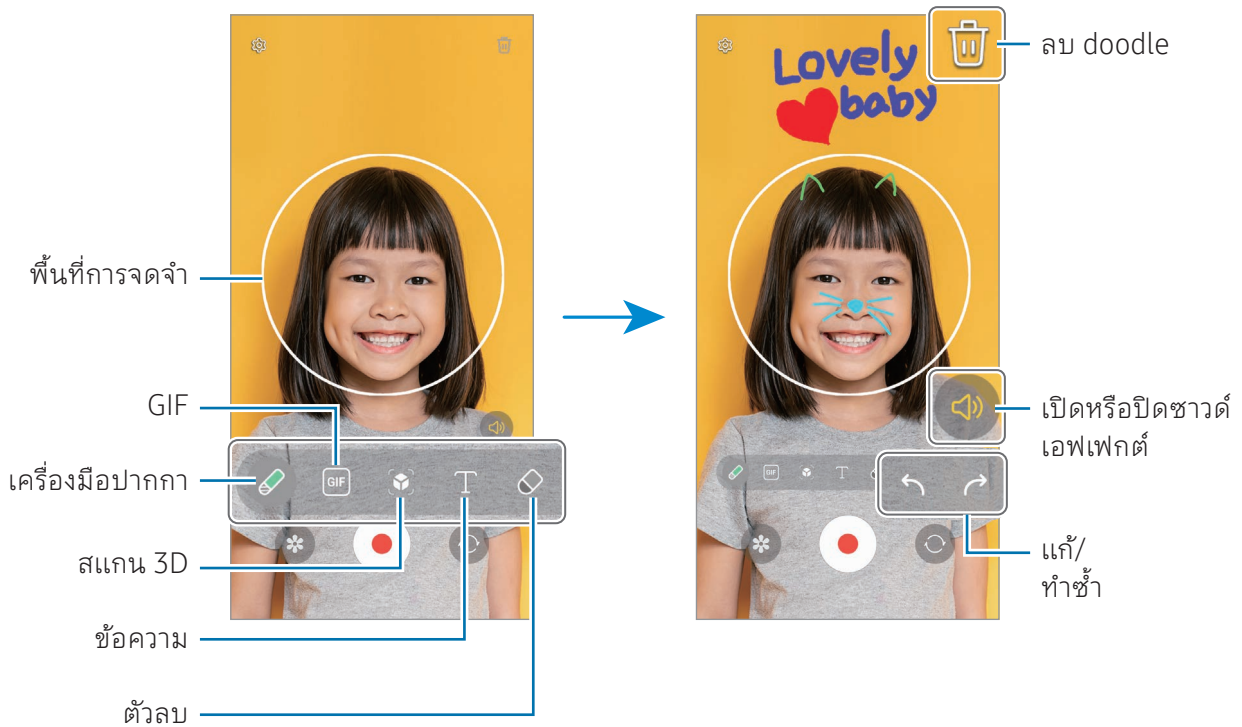 ลบ doodle
Lovely
baby
พื้นที่การจดจำ
GIF
เครื่องมือปากกา
GIF
สแกน 3D
ข้อความ
ตัวลบ
GIF
T
เปิดหรือปิดซาวด์
เอฟเฟกต์
แก้/
ทำซ้ำ